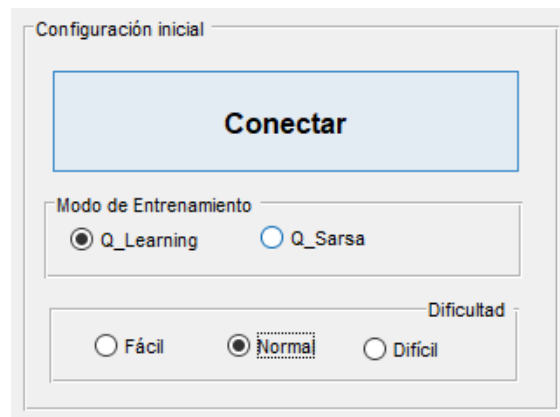 Configuración inicial
Conectar
Modo de Entrenamiento
Q_Learning Q_Sarsa
Dificultad
Fácil Normal Difícil